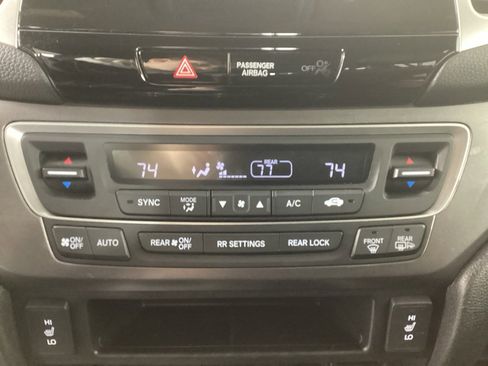 PASSENGER
AIRBAG
OFF
74 REAR 77 74
SYNC MODE A/C
ON/OFF AUTO REAR ON/OFF RR SETTINGS REAR LOCK FRONT REAR
HI
LO
HI
LO